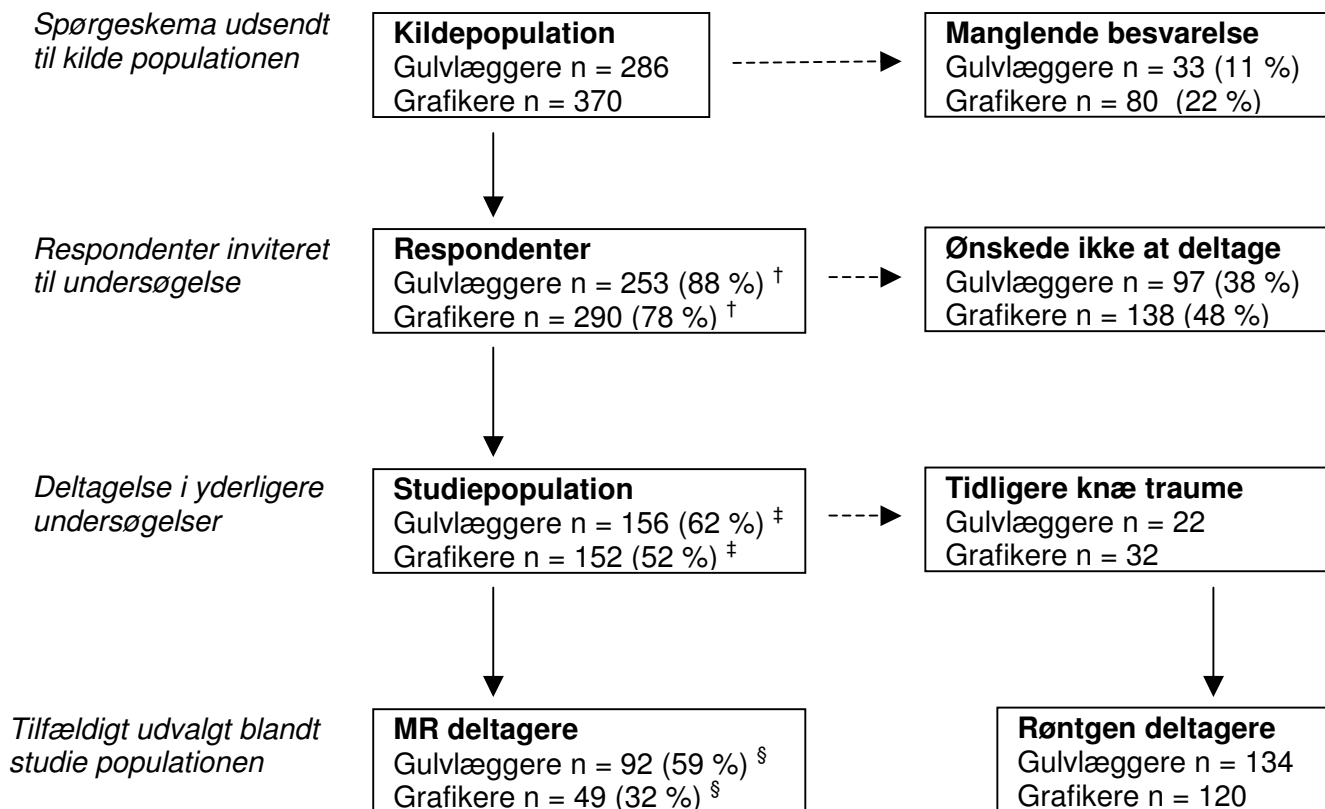 Spørgeskema udsendt
til kilde populationen
Kildepopulation
Gulvlæggere n = 286
Grafikere n = 370
Manglende besvarelse
Gulvlæggere n = 33 (11 %)
Grafikere n = 80 (22 %)
Respondenter inviteret
til undersøgelse
Respondenter
Gulvlæggere n = 253 (88 %) †
Grafikere n = 290 (78 %) †
Ønskede ikke at deltage
Gulvlæggere n = 97 (38 %)
Grafikere n = 138 (48 %)
Deltagelse i yderligere
undersøgelser
Studiepopulation
Gulvlæggere n = 156 (62 %) ‡
Grafikere n = 152 (52 %) ‡
Tidligere knæ traume
Gulvlæggere n = 22
Grafikere n = 32
Tilfældigt udvalgt blandt
studie populationen
MR deltagere
Gulvlæggere n = 92 (59 %) §
Grafikere n = 49 (32 %) §
Røntgen deltagere
Gulvlæggere n = 134
Grafikere n = 120